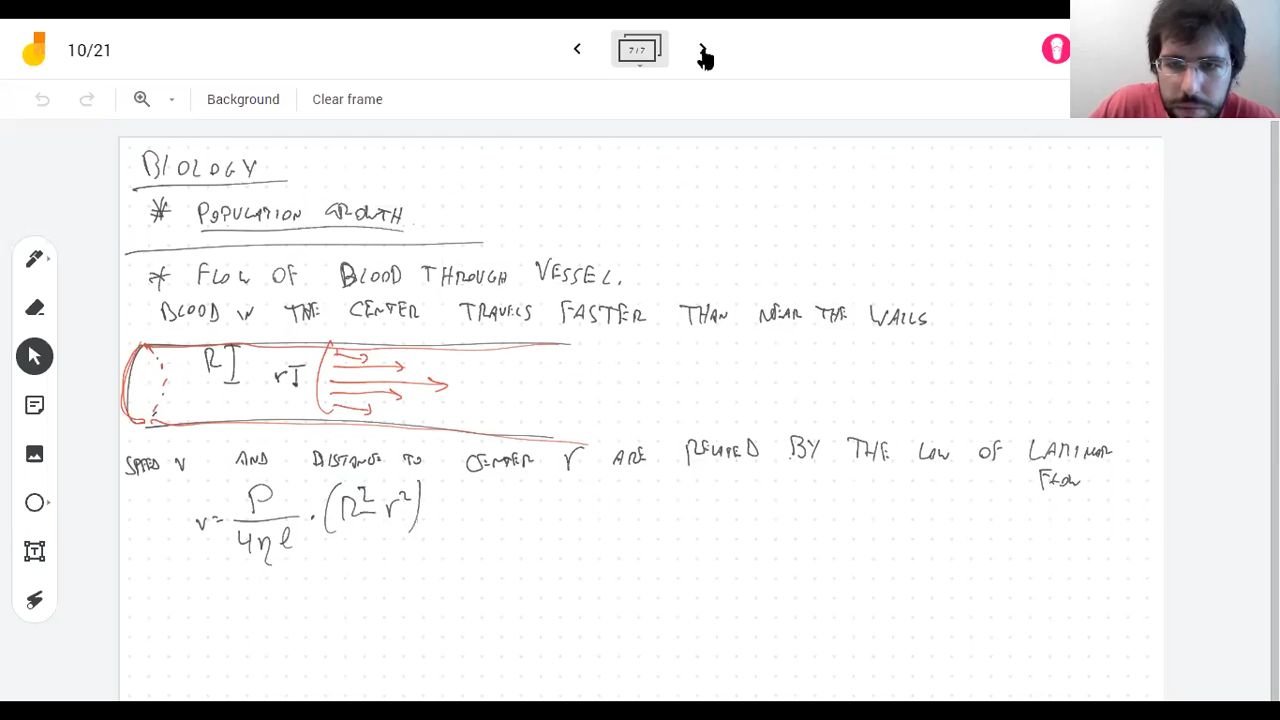 10/21
7/7
Background
Clear frame
BIOLOGY
* POPULATION GROWTH
* FLOW OF BLOOD THROUGH VESSEL.
BLOOD IN THE CENTER TRAVELS FASTER THAN NEAR THE WALLS
R r
SPEED V AND DISTANCE TO CENTER r ARE RELATED BY THE LAW OF LAMINAR
FLOW
v = P / 4ηℓ · (R² - r²)